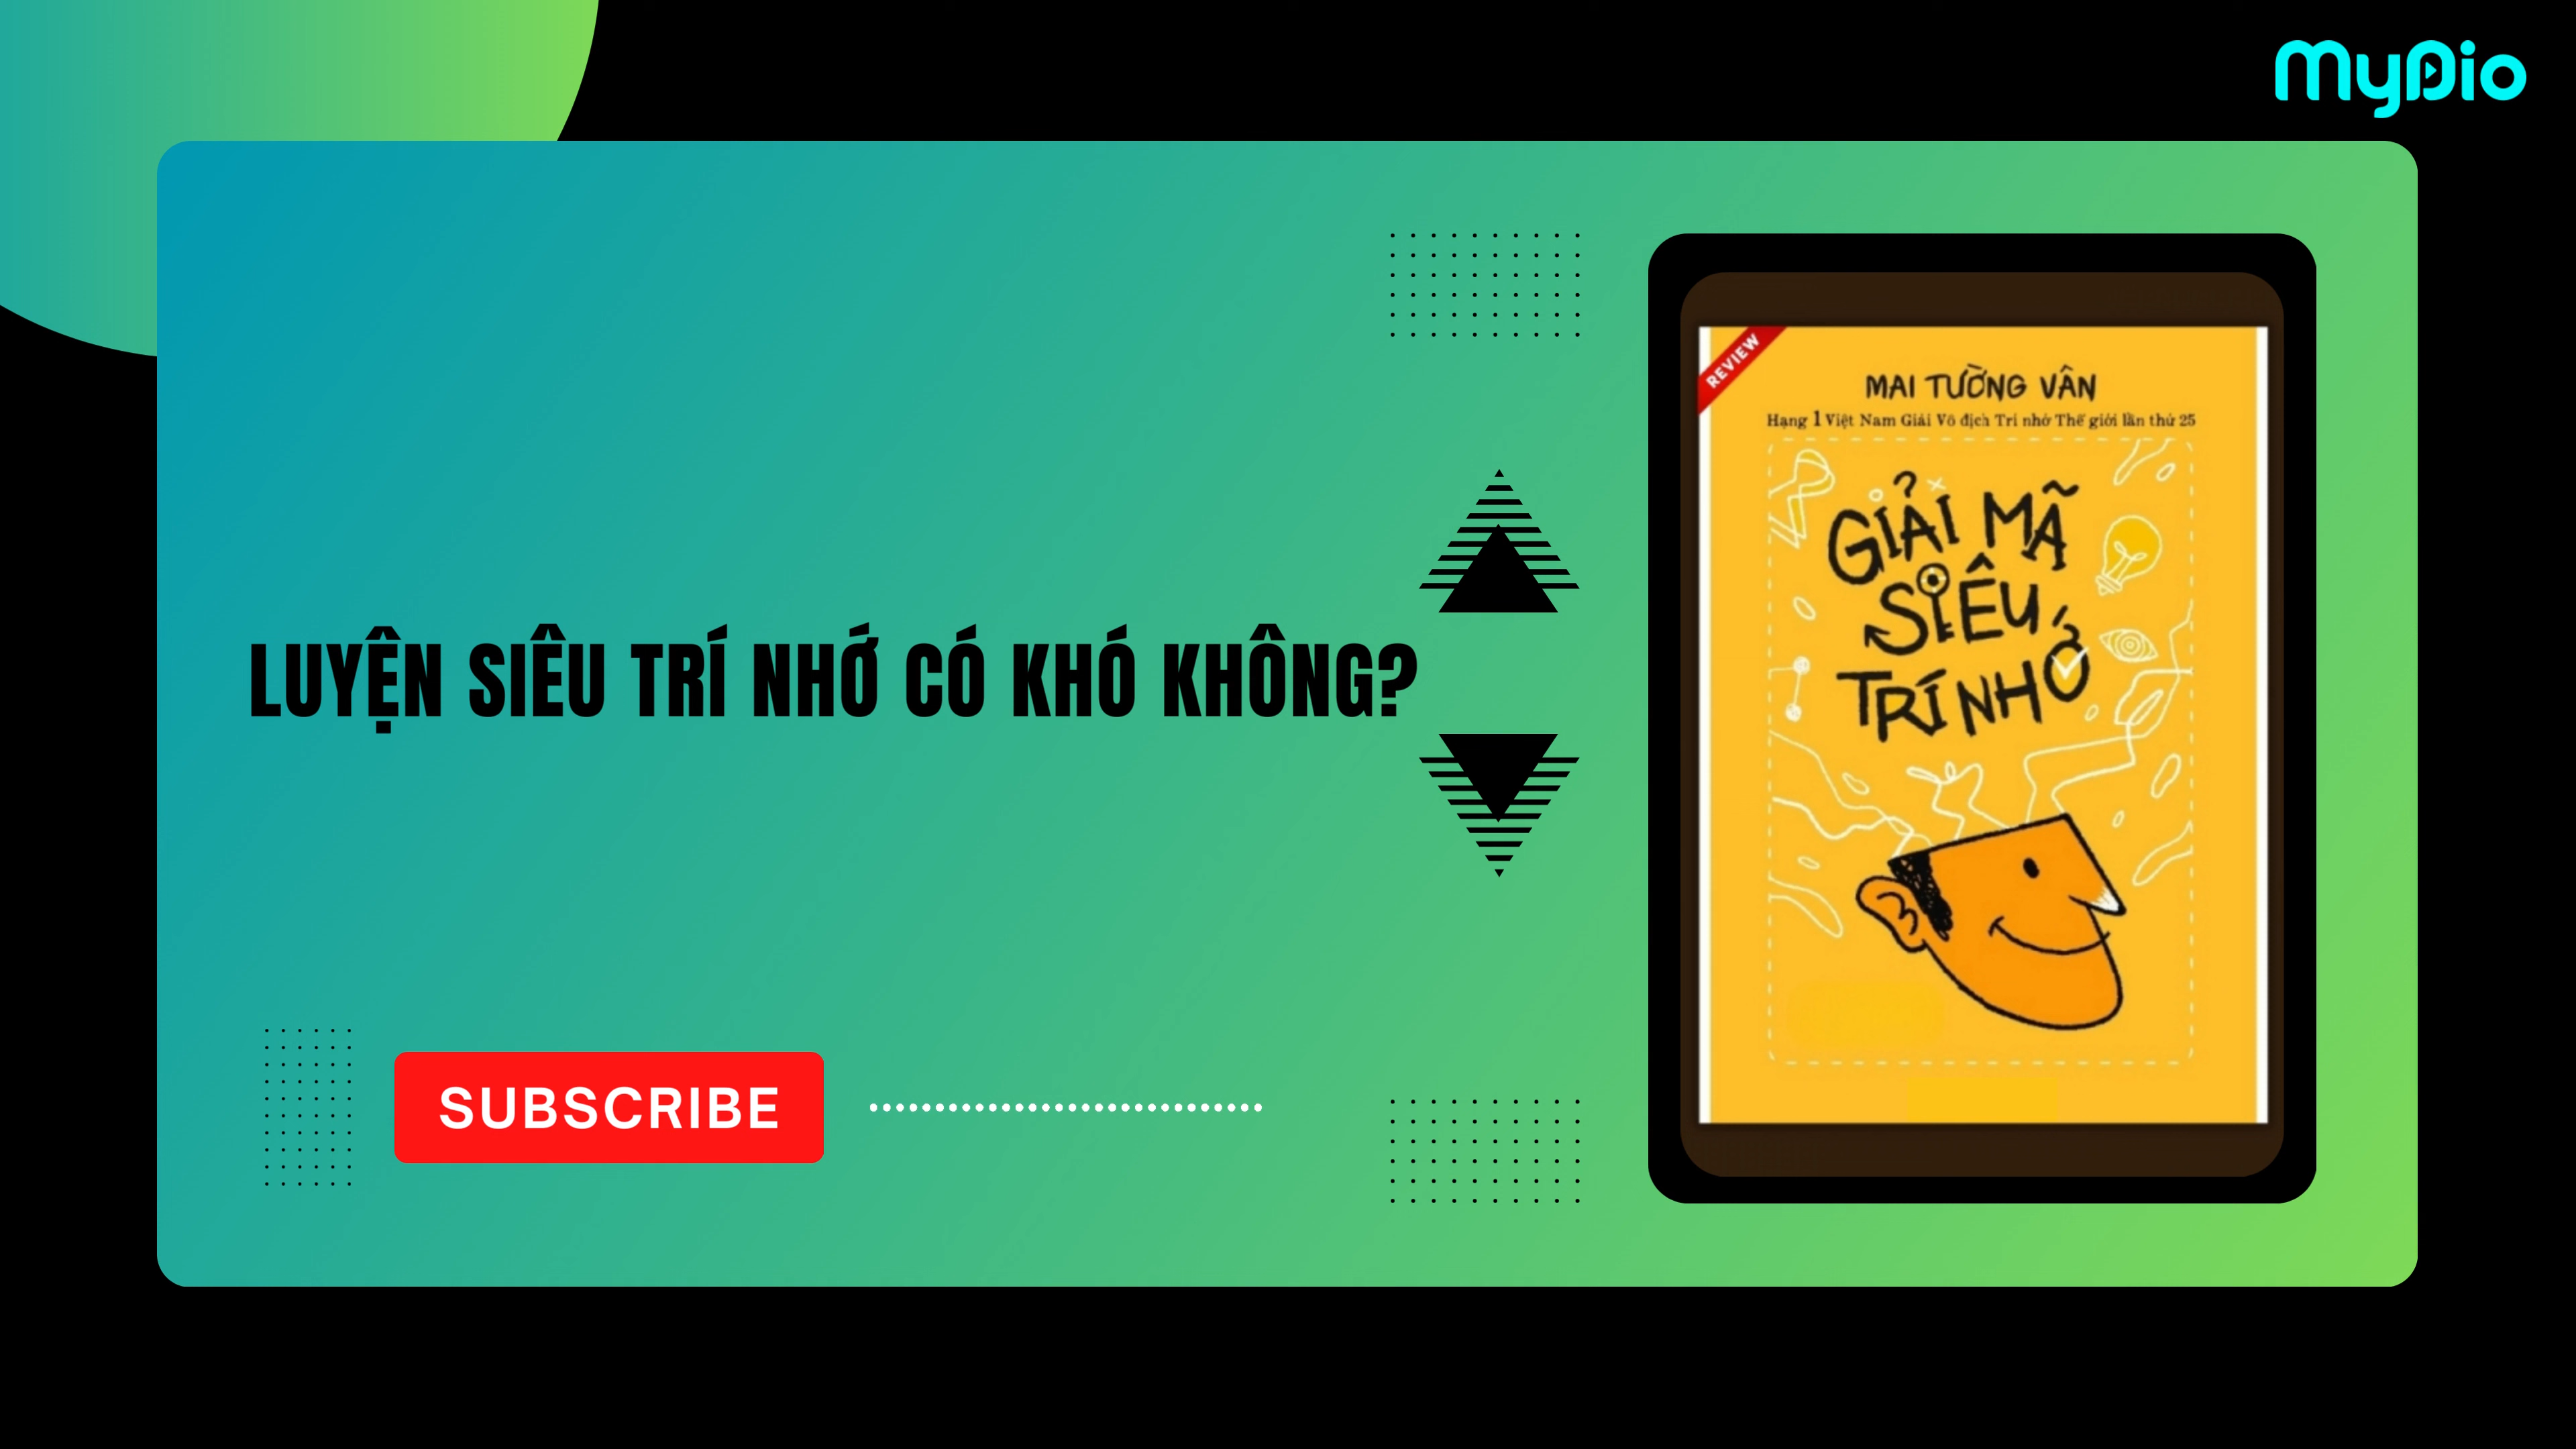 MyDio
LUYỆN SIÊU TRÍ NHỚ CÓ KHÓ KHÔNG?
SUBSCRIBE
REVIEW
MAI TƯỜNG VÂN
Hạng 1 Việt Nam Giải Vô địch Trí nhớ Thế giới lần thứ 25
GIẢI MÃ
SIÊU
TRÍ NHỚ